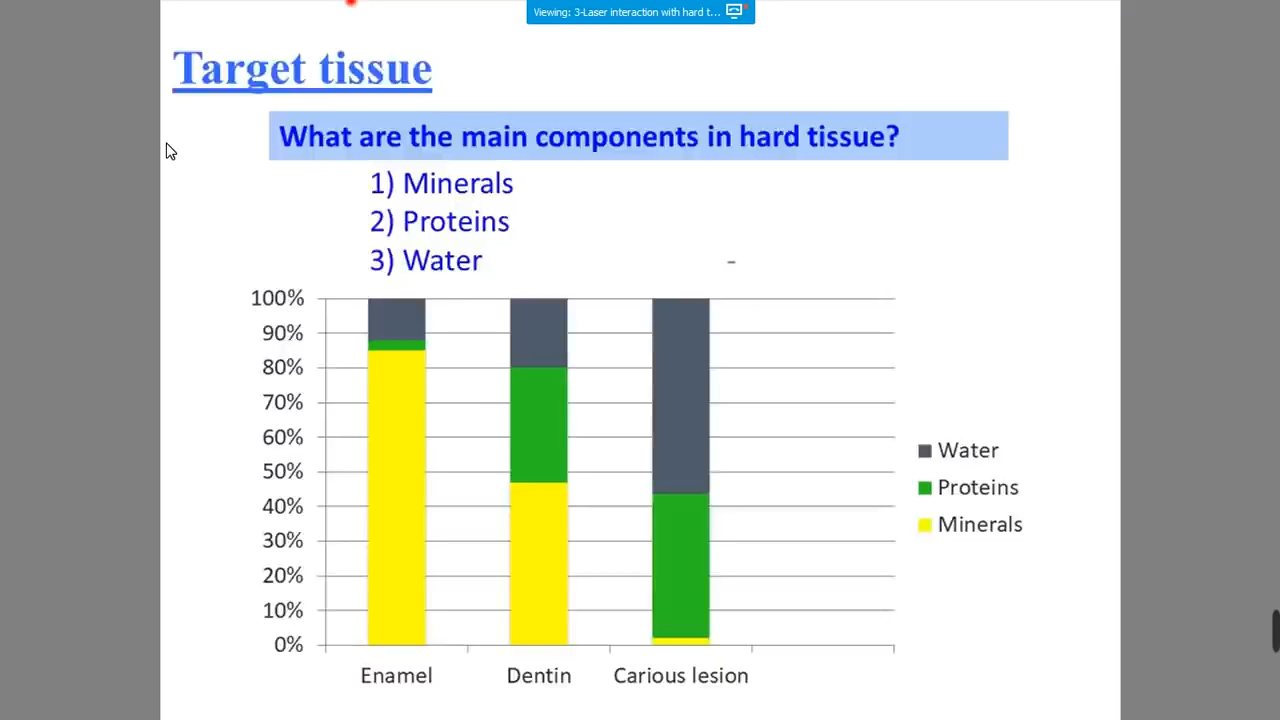 Viewing: 3-Laser interaction with hard t...
Target tissue
What are the main components in hard tissue?
1) Minerals
2) Proteins
3) Water
-
100%
90%
80%
70%
60%
50%
40%
30%
20%
10%
0%
Enamel
Dentin
Carious lesion
Water
Proteins
Minerals